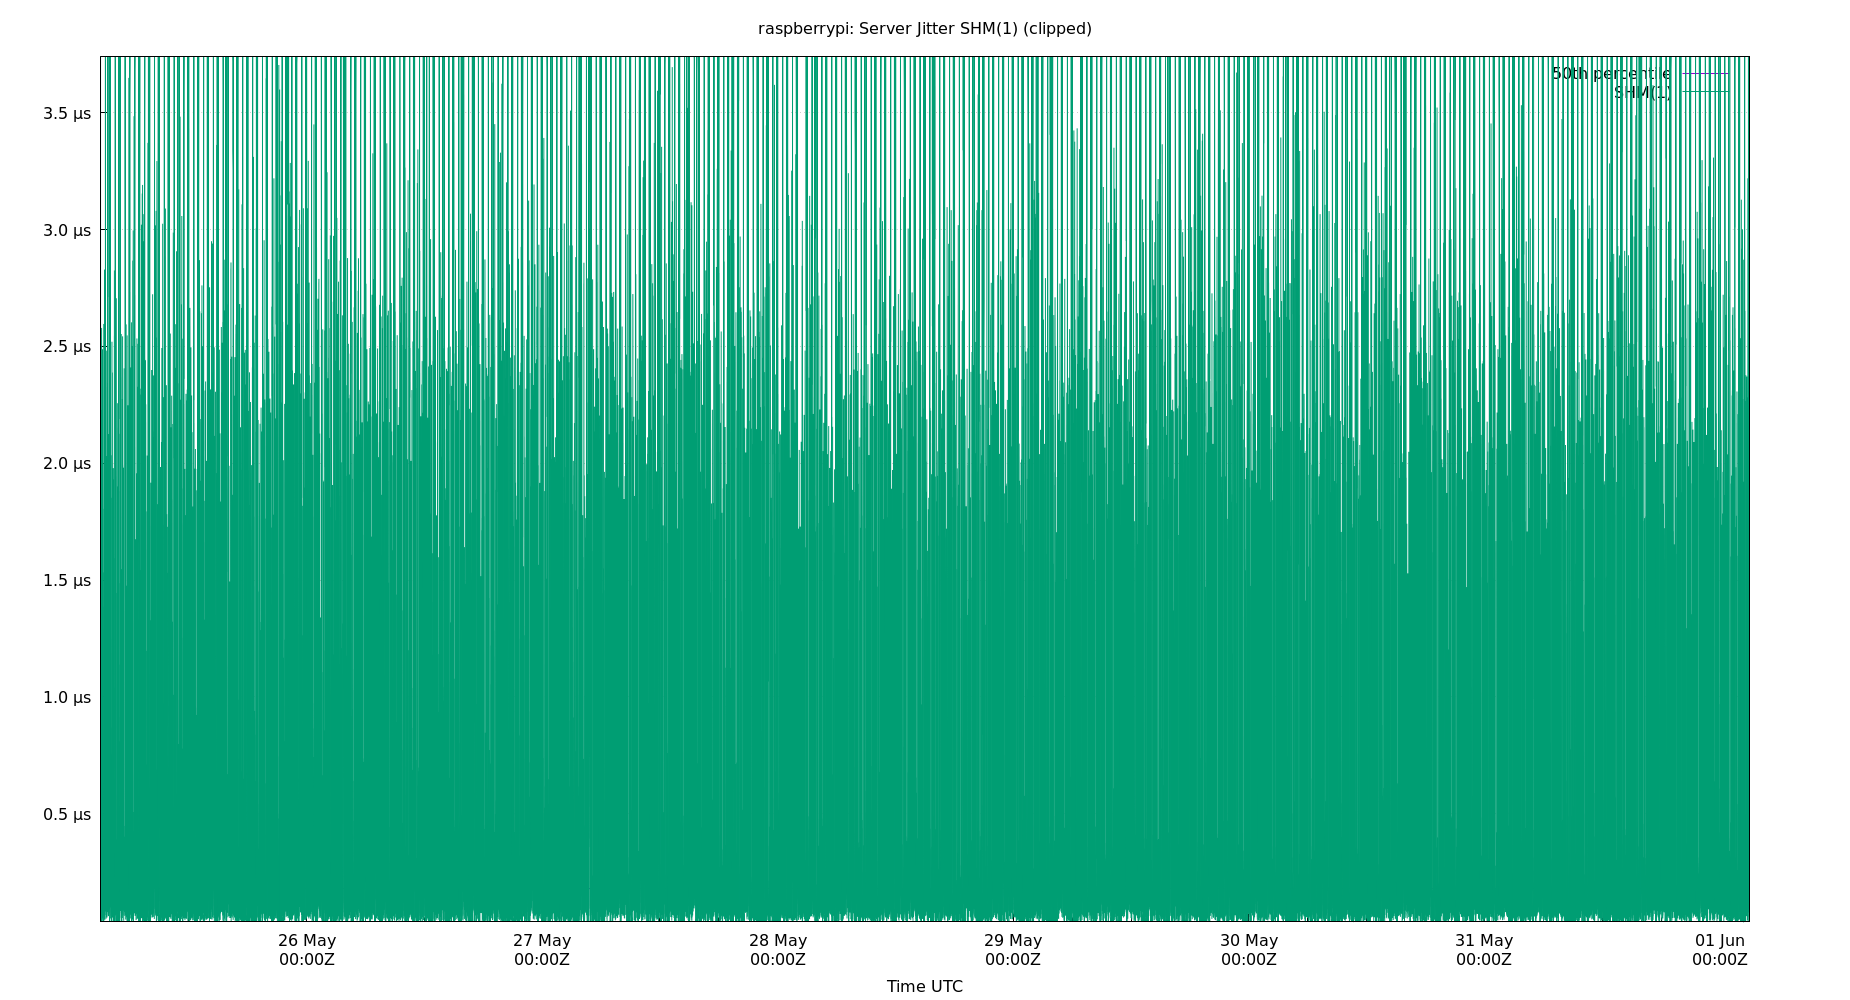 raspberrypi: Server Jitter SHM(1) (clipped)
50th percentile
SHM(1)
3.5 µs
3.0 µs
2.5 µs
2.0 µs
1.5 µs
1.0 µs
0.5 µs
26 May 27 May 28 May 29 May 30 May 31 May 01 Jun
00:00Z 00:00Z 00:00Z 00:00Z 00:00Z 00:00Z 00:00Z
Time UTC